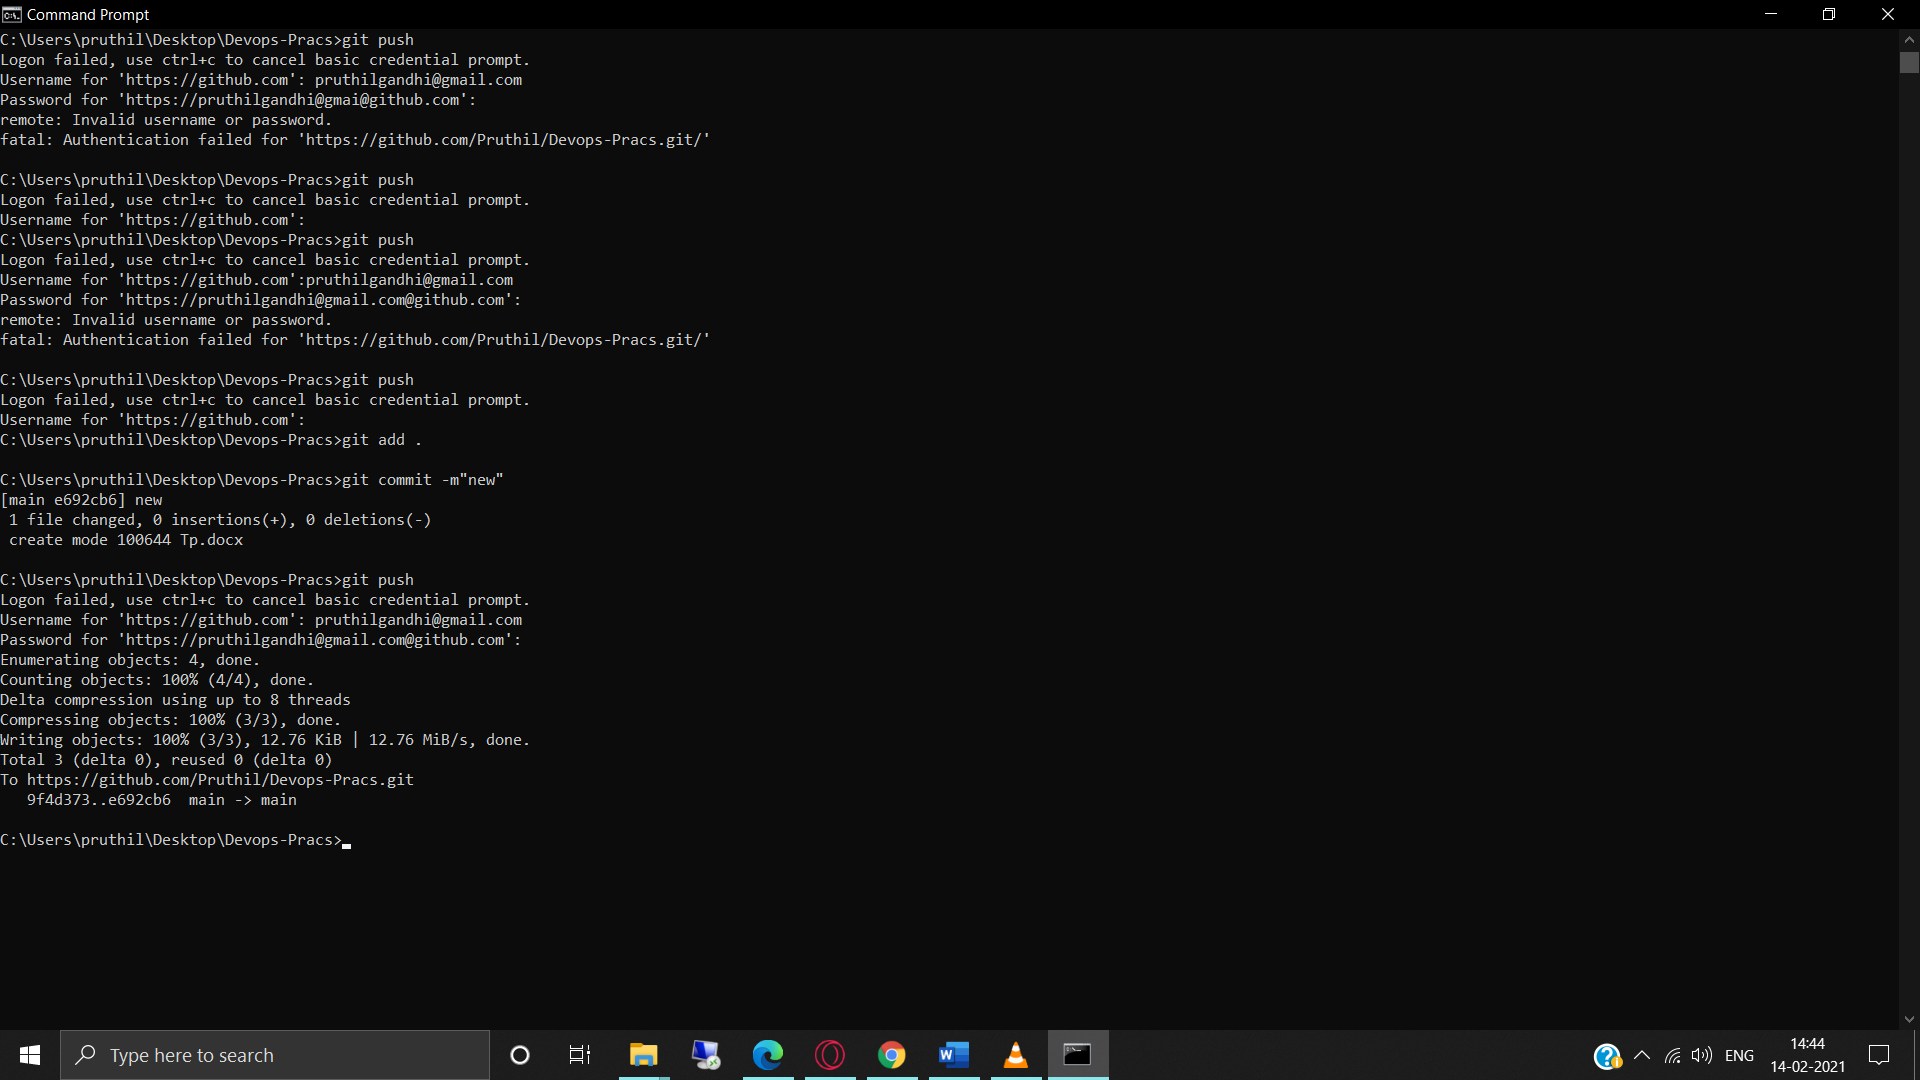 Command Prompt
C:\Users\pruthil\Desktop\Devops-Pracs>git push
Logon failed, use ctrl+c to cancel basic credential prompt.
Username for 'https://github.com': pruthilgandhi@gmail.com
Password for 'https://pruthilgandhi@gmai@github.com':
remote: Invalid username or password.
fatal: Authentication failed for 'https://github.com/Pruthil/Devops-Pracs.git/'
C:\Users\pruthil\Desktop\Devops-Pracs>git push
Logon failed, use ctrl+c to cancel basic credential prompt.
Username for 'https://github.com':
C:\Users\pruthil\Desktop\Devops-Pracs>git push
Logon failed, use ctrl+c to cancel basic credential prompt.
Username for 'https://github.com':pruthilgandhi@gmail.com
Password for 'https://pruthilgandhi@gmail.com@github.com':
remote: Invalid username or password.
fatal: Authentication failed for 'https://github.com/Pruthil/Devops-Pracs.git/'
C:\Users\pruthil\Desktop\Devops-Pracs>git push
Logon failed, use ctrl+c to cancel basic credential prompt.
Username for 'https://github.com':
C:\Users\pruthil\Desktop\Devops-Pracs>git add .
C:\Users\pruthil\Desktop\Devops-Pracs>git commit -m"new"
[main e692cb6] new
1 file changed, 0 insertions(+), 0 deletions(-)
create mode 100644 Tp.docx
C:\Users\pruthil\Desktop\Devops-Pracs>git push
Logon failed, use ctrl+c to cancel basic credential prompt.
Username for 'https://github.com': pruthilgandhi@gmail.com
Password for 'https://pruthilgandhi@gmail.com@github.com':
Enumerating objects: 4, done.
Counting objects: 100% (4/4), done.
Delta compression using up to 8 threads
Compressing objects: 100% (3/3), done.
Writing objects: 100% (3/3), 12.76 KiB | 12.76 MiB/s, done.
Total 3 (delta 0), reused 0 (delta 0)
To https://github.com/Pruthil/Devops-Pracs.git
9f4d373..e692cb6  main -> main
C:\Users\pruthil\Desktop\Devops-Pracs>
Type here to search
ENG
14:44
14-02-2021